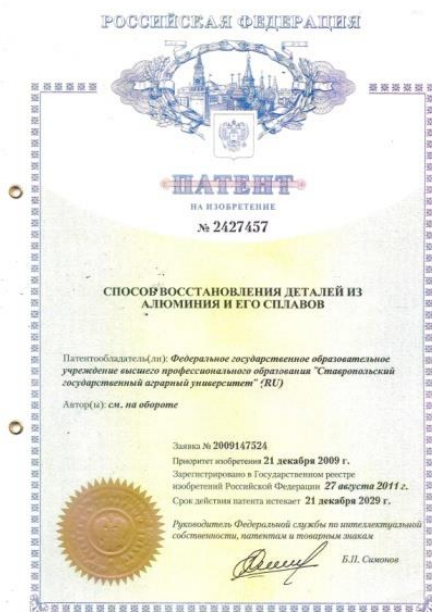 РОССИЙСКАЯ ФЕДЕРАЦИЯ
ПАТЕНТ
НА ИЗОБРЕТЕНИЕ
№ 2427457
СПОСОБ ВОССТАНОВЛЕНИЯ ДЕТАЛЕЙ ИЗ
АЛЮМИНИЯ И ЕГО СПЛАВОВ
Патентообладатель(ли): Федеральное государственное образовательное
учреждение высшего профессионального образования "Ставропольский
государственный аграрный университет" (RU)
Автор(ы): см. на обороте
Заявка № 2009147524
Приоритет изобретения 21 декабря 2009 г.
Зарегистрировано в Государственном реестре
изобретений Российской Федерации 27 августа 2011 г.
Срок действия патента истекает 21 декабря 2029 г.
Руководитель Федеральной службы по интеллектуальной
собственности, патентам и товарным знакам
Б.П. Симонов